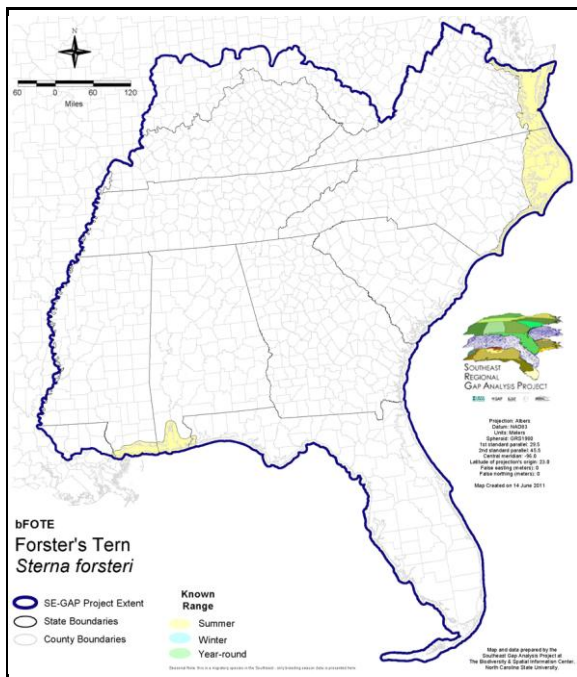 N
60 30 0 60 120
Miles
SOUTHEAST
REGIONAL
GAP ANALYSIS PROJECT
Projection: Albers
Datum: NAD83
Units: Meters
Spheroid: GRS1980
1st standard parallel: 29.5
2nd standard parallel: 45.5
Central meridian: -96.0
Latitude of projection's origin: 23.0
False easting (meters): 0
False northing (meters): 0
Map Created on 14 June 2011
bFOTE
Forster's Tern
Sterna forsteri
SE-GAP Project Extent
State Boundaries
County Boundaries
Known
Range
Summer
Winter
Year-round
Map and data prepared by the
Southeast Gap Analysis Project at
The Biodiversity & Spatial Information Center,
North Carolina State University.